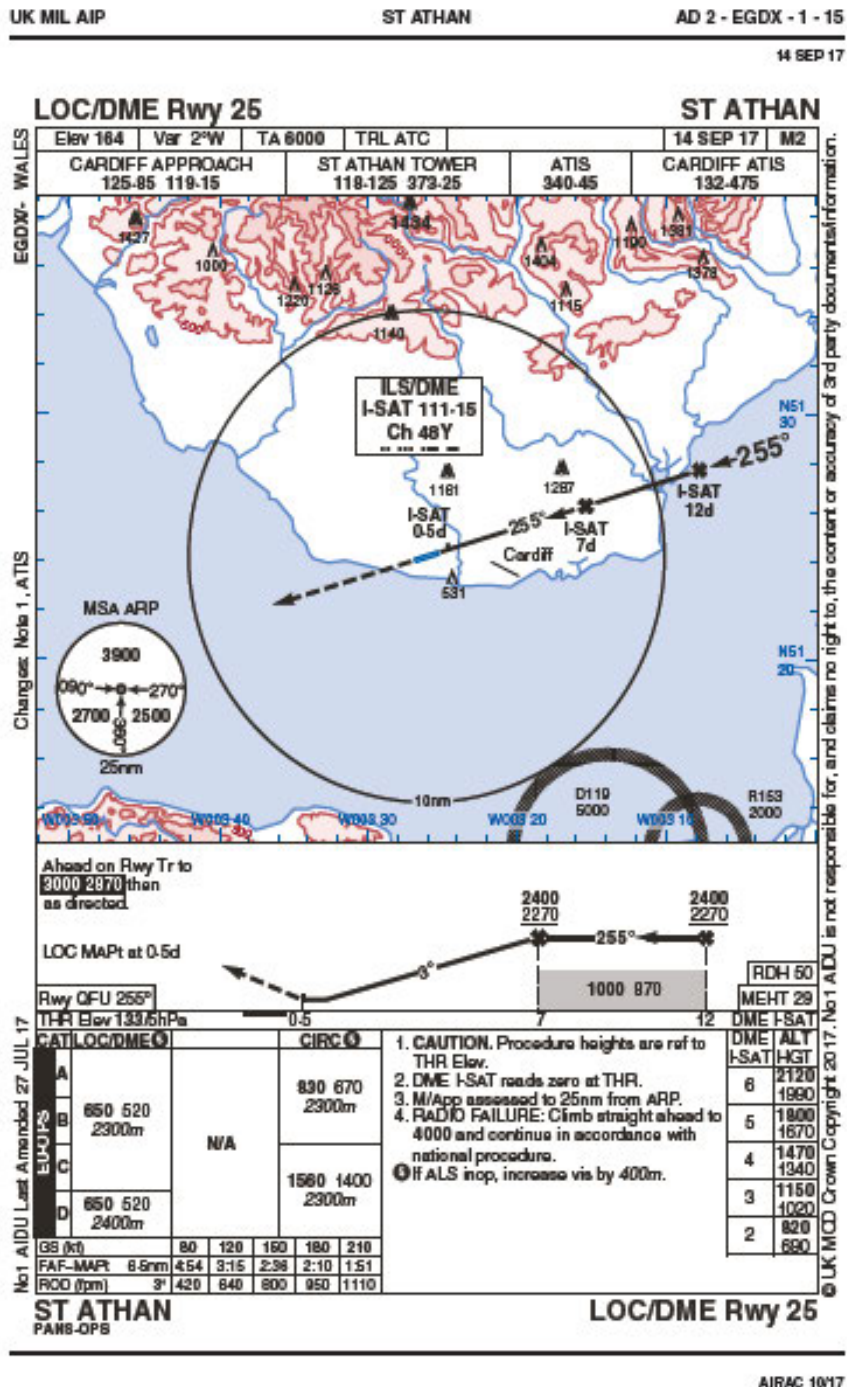 UK MIL AIP ST ATHAN AD 2 - EGDX - 1 - 15
14 SEP 17
LOC/DME Rwy 25 ST ATHAN
Elev 164 Var 2°W TA 6000 TRL ATC 14 SEP 17 M2
CARDIFF APPROACH ST ATHAN TOWER ATIS CARDIFF ATIS
125·85 119·15 118·125 373·25 340·45 132·475
EGDX/- WALES
Changes: Note 1, ATIS
No1 AIDU Last Amended 27 JUL 17
1427
1000
1220
1126
1434
1140
1404
1115
1190
1381
1378
500
ILS/DME
I-SAT 111·15
Ch 48Y
N51
30
255°
I-SAT
12d
1161
1287
I-SAT
0·5d
255°
I-SAT
7d
Cardiff
531
MSA ARP
3900
090° 270°
2700 2500
360°
25nm
N51
20
10nm
D119
5000
R153
2000
W003 50 W003 40 W003 30 W003 20 W003 10
Ahead on Rwy Tr to
3000 2870 then
as directed.
LOC MAPt at 0·5d
2400 2400
2270 2270
255°
3°
1000 870
RDH 50
Rwy QFU 255° MEHT 29
THR Elev 133/5hPa 0·5 7 12 DME I-SAT
CAT LOC/DME CIRC
EU-OPS
A
B
C
D
650 520
2300m
650 520
2400m
N/A
830 670
2300m
1560 1400
2300m
1. CAUTION. Procedure heights are ref to
THR Elev.
2. DME I-SAT reads zero at THR.
3. M/App assessed to 25nm from ARP.
4. RADIO FAILURE: Climb straight ahead to
4000 and continue in accordance with
national procedure.
If ALS inop, increase vis by 400m.
DME ALT
I-SAT HGT
6 2120
1990
5 1800
1670
4 1470
1340
3 1150
1020
2 820
690
GS (kt) 80 120 150 180 210
FAF–MAPt 6·5nm 4:54 3:15 2:36 2:10 1:51
ROD (fpm) 3° 420 640 800 950 1110
ST ATHAN LOC/DME Rwy 25
PANS-OPS
© UK MOD Crown Copyright 2017. No1 AIDU is not responsible for, and claims no right to, the content or accuracy of 3rd party documents/information.
AIRAC 10/17